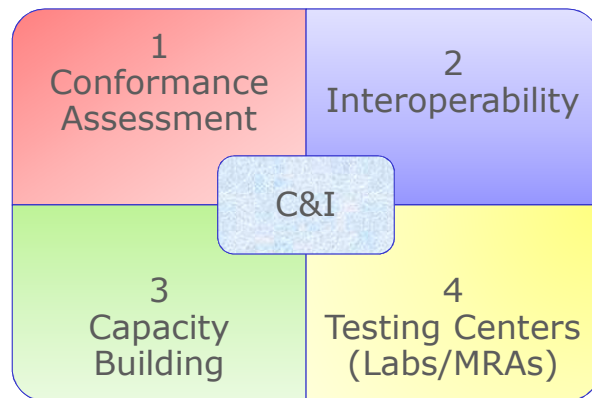 1
Conformance
Assessment
2
Interoperability
C&I
3
Capacity
Building
4
Testing Centers
(Labs/MRAs)